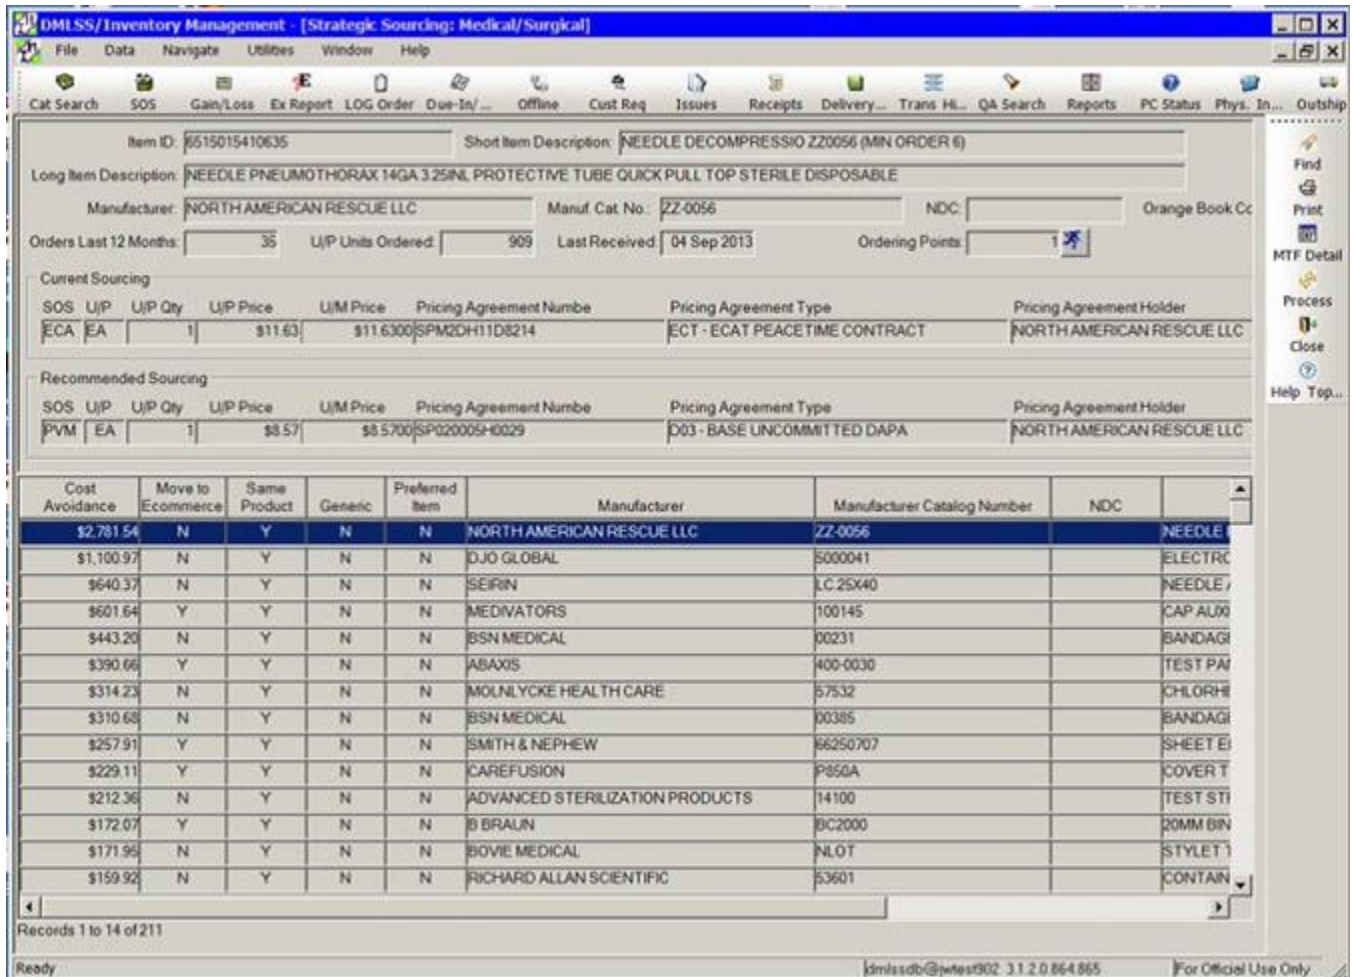 DMLSS/Inventory Management - [Strategic Sourcing: Medical/Surgical]
File Data Navigate Utilities Window Help
Cat Search SOS Gain/Loss Ex Report LOG Order Due-In/... Offline Cust Req Issues Receipts Delivery... Trans Hi... QA Search Reports PC Status Phys. In... Outship
Item ID: 6515015410635 Short Item Description: NEEDLE DECOMPRESSIO ZZ0056 (MIN ORDER 6)
Find
Long Item Description: NEEDLE PNEUMOTHORAX 14GA 3.25INL PROTECTIVE TUBE QUICK PULL TOP STERILE DISPOSABLE
Manufacturer: NORTH AMERICAN RESCUE LLC Manuf. Cat. No.: ZZ-0056 NDC: Orange Book Cc
Print
Orders Last 12 Months: 35 U/P Units Ordered: 909 Last Received: 04 Sep 2013 Ordering Points: 1
MTF Detail
Current Sourcing
SOS U/P U/P Qty U/P Price U/M Price Pricing Agreement Numbe Pricing Agreement Type Pricing Agreement Holder
Process
ECA EA 1 $11.63 $11.6300 SPM2DH11D8214 ECT - ECAT PEACETIME CONTRACT NORTH AMERICAN RESCUE LLC
Close
Recommended Sourcing
Help Top...
SOS U/P U/P Qty U/P Price U/M Price Pricing Agreement Numbe Pricing Agreement Type Pricing Agreement Holder
PVM EA 1 $8.57 $8.5700 SP020005H0029 D03 - BASE UNCOMMITTED DAPA NORTH AMERICAN RESCUE LLC
Cost Avoidance Move to Ecommerce Same Product Generic Preferred Item Manufacturer Manufacturer Catalog Number NDC
$2,781.54 N Y N N NORTH AMERICAN RESCUE LLC ZZ-0056 NEEDLE
$1,100.97 N Y N N DJO GLOBAL 5000041 ELECTRC
$640.37 N Y N N SEIRIN LC.25X40 NEEDLE
$601.64 Y Y N N MEDIVATORS 100145 CAP
$443.20 N Y N N BSN MEDICAL 00231 BANDAGE
$390.66 Y Y N N ABAXIS 400-0030 TEST PA
$314.23 N Y N N MOLNLYCKE HEALTH CARE 57532 CHLORHE
$310.68 N Y N N BSN MEDICAL 00385 BANDAGE
$257.91 Y Y N N SMITH & NEPHEW 66250707 SHEET
$229.11 Y Y N N CAREFUSION P850A COVER T
$212.36 N Y N N ADVANCED STERILIZATION PRODUCTS 14100 TEST
$172.07 Y Y N N B BRAUN BC2000 20MM BIN
$171.95 N Y N N BOVIE MEDICAL NLOT STYLET
$159.92 N Y N N RICHARD ALLAN SCIENTIFIC 53601 CONTAIN
Records 1 to 14 of 211
Ready dmlssdb@jwtest902 3.1.2.0.864.865 For Official Use Only